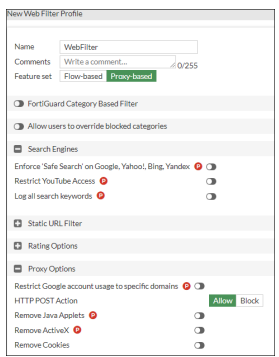 New Web Filter Profile
Name WebFilter
Comments Write a comment... 0/255
Feature set Flow-based Proxy-based
FortiGuard Category Based Filter
Allow users to override blocked categories
Search Engines
Enforce 'Safe Search' on Google, Yahoo!, Bing, Yandex P
Restrict YouTube Access P
Log all search keywords P
Static URL Filter
Rating Options
Proxy Options
Restrict Google account usage to specific domains P
HTTP POST Action Allow Block
Remove Java Applets P
Remove ActiveX P
Remove Cookies